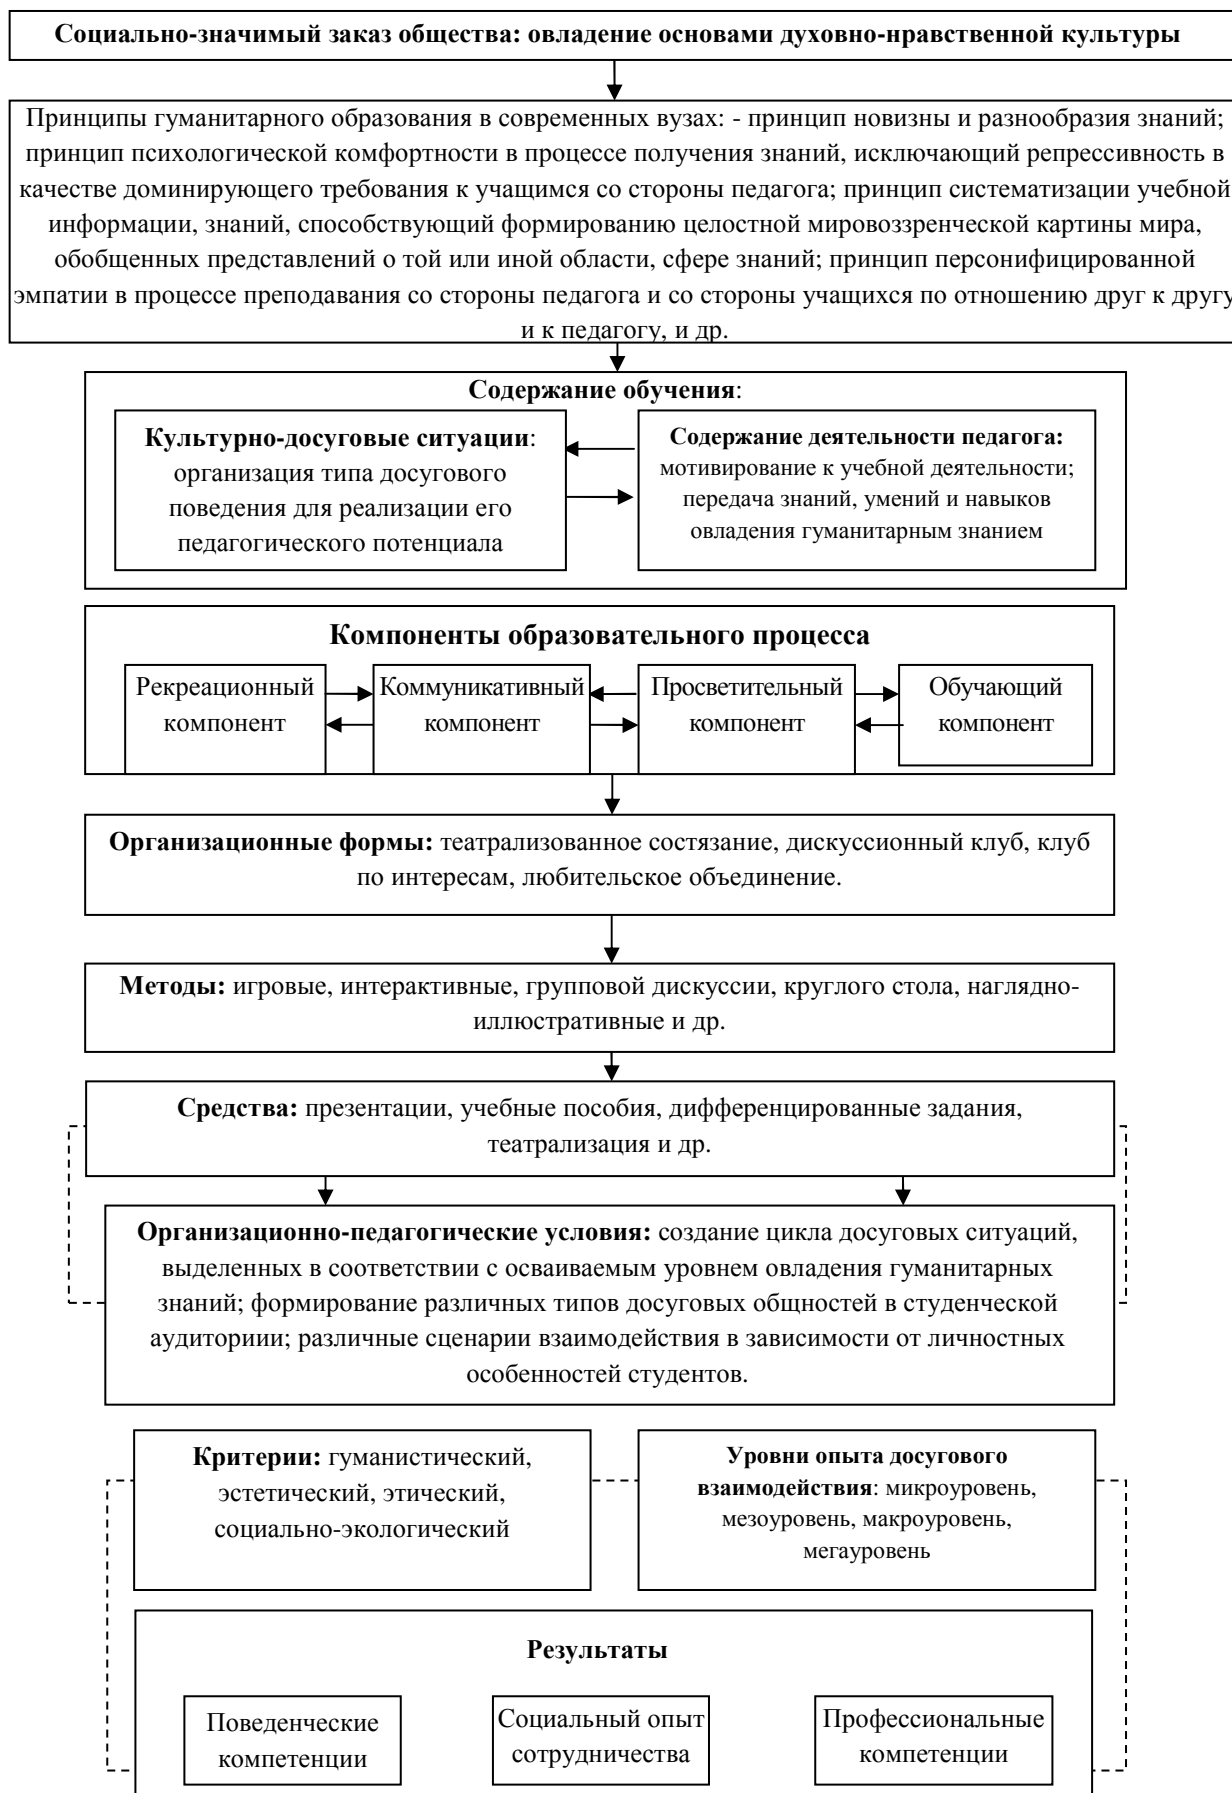 Социально-значимый заказ общества: овладение основами духовно-нравственной культуры
Принципы гуманитарного образования в современных вузах: - принцип новизны и разнообразия знаний;
принцип психологической комфортности в процессе получения знаний, исключающий репрессивность в
качестве доминирующего требования к учащимся со стороны педагога; принцип систематизации учебной
информации, знаний, способствующий формированию целостной мировоззренческой картины мира,
обобщенных представлений о той или иной области, сфере знаний; принцип персонифицированной
эмпатии в процессе преподавания со стороны педагога и со стороны учащихся по отношению друг к другу
и к педагогу, и др.
Содержание обучения:
Культурно-досуговые ситуации:
организация типа досугового
поведения для реализации его
педагогического потенциала
Содержание деятельности педагога:
мотивирование к учебной деятельности;
передача знаний, умений и навыков
овладения гуманитарным знанием
Компоненты образовательного процесса
Рекреационный
компонент
Коммуникативный
компонент
Просветительный
компонент
Обучающий
компонент
Организационные формы: театрализованное состязание, дискуссионный клуб, клуб
по интересам, любительское объединение.
Методы: игровые, интерактивные, групповой дискуссии, круглого стола, наглядно-
иллюстративные и др.
Средства: презентации, учебные пособия, дифференцированные задания,
театрализация и др.
Организационно-педагогические условия: создание цикла досуговых ситуаций,
выделенных в соответствии с осваиваемым уровнем овладения гуманитарных
знаний; формирование различных типов досуговых общностей в студенческой
аудиториии; различные сценарии взаимодействия в зависимости от личностных
особенностей студентов.
Критерии: гуманистический,
эстетический, этический,
социально-экологический
Уровни опыта досугового
взаимодействия: микроуровень,
мезоуровень, макроуровень,
мегауровень
Результаты
Поведенческие
компетенции
Социальный опыт
сотрудничества
Профессиональные
компетенции